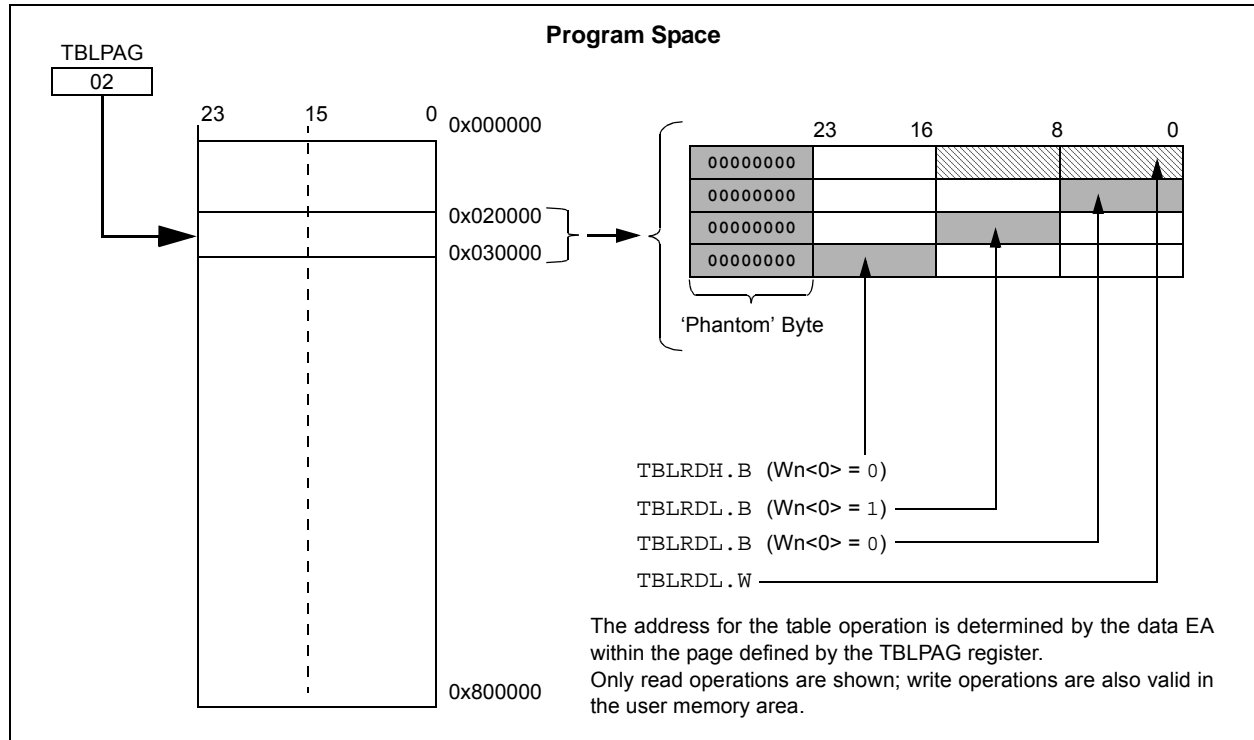 Program Space
TBLPAG
02
23 15 0
0x000000
0x020000
0x030000
0x800000
23 16 8 0
00000000
00000000
00000000
00000000
‘Phantom’ Byte
TBLRDH.B (Wn<0> = 0)
TBLRDL.B (Wn<0> = 1)
TBLRDL.B (Wn<0> = 0)
TBLRDL.W
The address for the table operation is determined by the data EA
within the page defined by the TBLPAG register.
Only read operations are shown; write operations are also valid in
the user memory area.